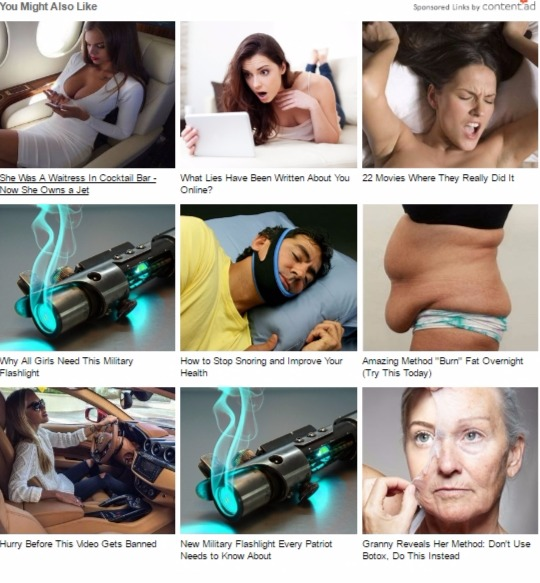 You Might Also Like
Sponsored Links by content.ad
She Was A Waitress In Cocktail Bar -
Now She Owns a Jet
What Lies Have Been Written About You
Online?
22 Movies Where They Really Did It
Why All Girls Need This Military
Flashlight
How to Stop Snoring and Improve Your
Health
Amazing Method "Burn" Fat Overnight
(Try This Today)
Hurry Before This Video Gets Banned
New Military Flashlight Every Patriot
Needs to Know About
Granny Reveals Her Method: Don't Use
Botox, Do This Instead